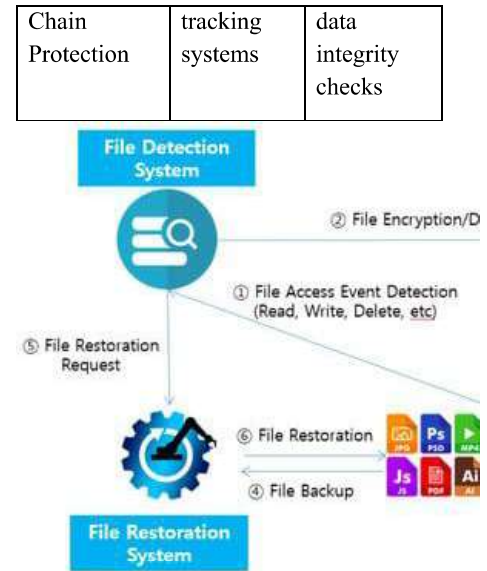 Chain
Protection
tracking
systems
data
integrity
checks
File Detection
System
② File Encryption/D
① File Access Event Detection
(Read, Write, Delete, etc)
⑤ File Restoration
Request
⑥ File Restoration
④ File Backup
JPG
Ps
PSD
MP4
Js
JS
PDF
Ai
AI
File Restoration
System